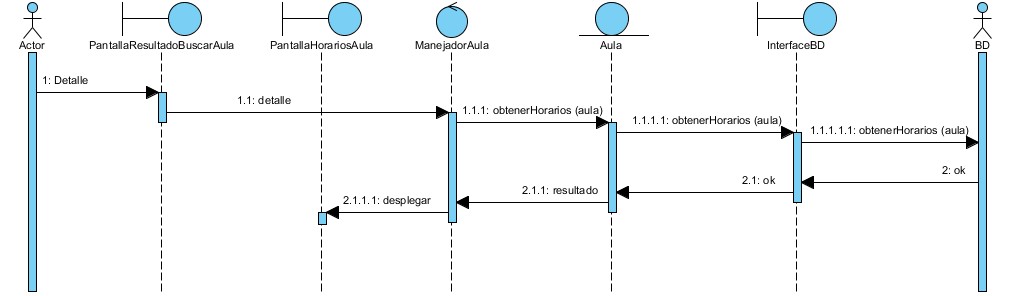 Actor
PantallaResultadoBuscarAula
PantallaHorariosAula
ManejadorAula
Aula
InterfaceBD
BD
1: Detalle
1.1: detalle
1.1.1: obtenerHorarios (aula)
1.1.1.1: obtenerHorarios (aula)
1.1.1.1.1: obtenerHorarios (aula)
2: ok
2.1: ok
2.1.1: resultado
2.1.1.1: desplegar